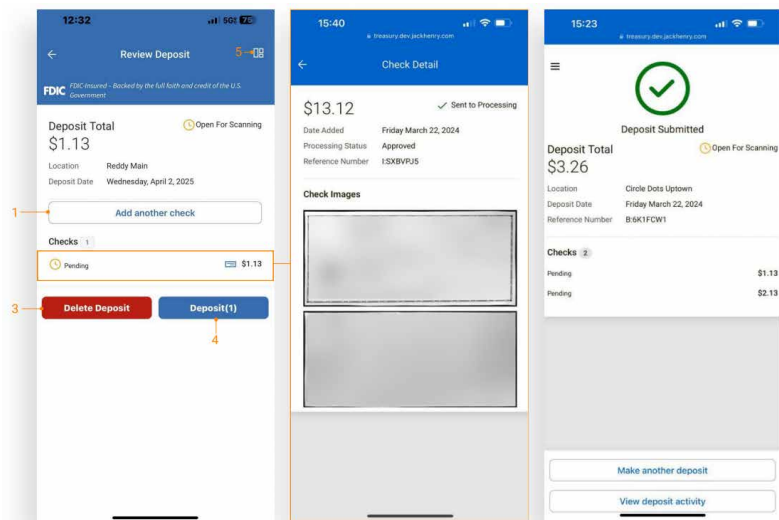 12:32
5G 75
Review Deposit
5
FDIC FDIC-Insured - Backed by the full faith and credit of the U.S.
Government
Deposit Total
Open For Scanning
$1.13
Location Reddy Main
Deposit Date Wednesday, April 2, 2025
1
Add another check
Checks 1
Pending $1.13
3
Delete Deposit
Deposit(1)
4
15:40
treasury.dev.jackhenry.com
Check Detail
$13.12
Sent to Processing
Date Added Friday March 22, 2024
Processing Status Approved
Reference Number I:SXBVPJ5
Check Images
15:23
treasury.dev.jackhenry.com
Deposit Submitted
Deposit Total
Open For Scanning
$3.26
Location Circle Dots Uptown
Deposit Date Friday March 22, 2024
Reference Number B:6K1FCW1
Checks 2
Pending $1.13
Pending $2.13
Make another deposit
View deposit activity